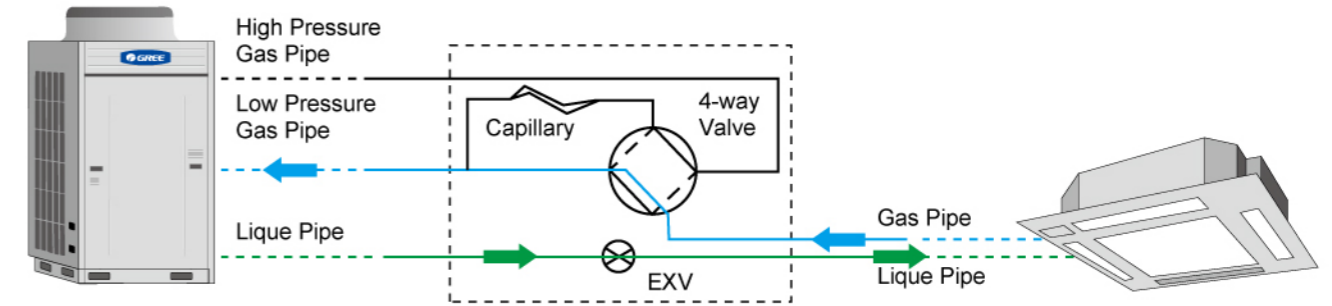 GREE
High Pressure
Gas Pipe
Low Pressure
Gas Pipe
Lique Pipe
Capillary
4-way
Valve
EXV
Gas Pipe
Lique Pipe